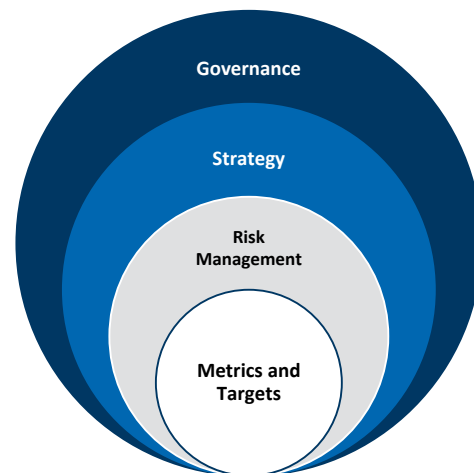 Governance
Strategy
Risk
Management
Metrics and
Targets